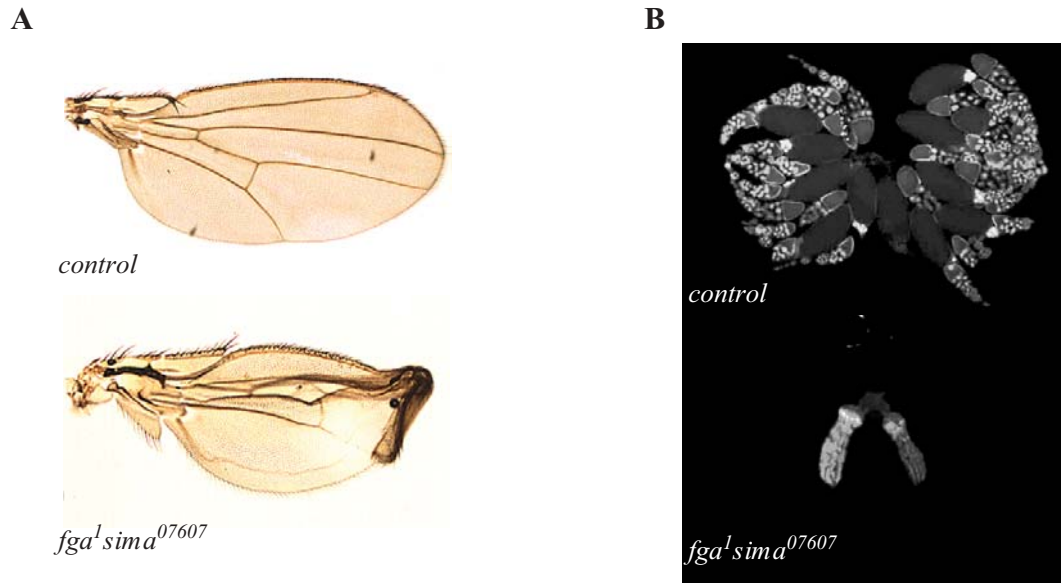 A
control
fga¹sima⁰⁷⁶⁰⁷
B
control
fga¹sima⁰⁷⁶⁰⁷